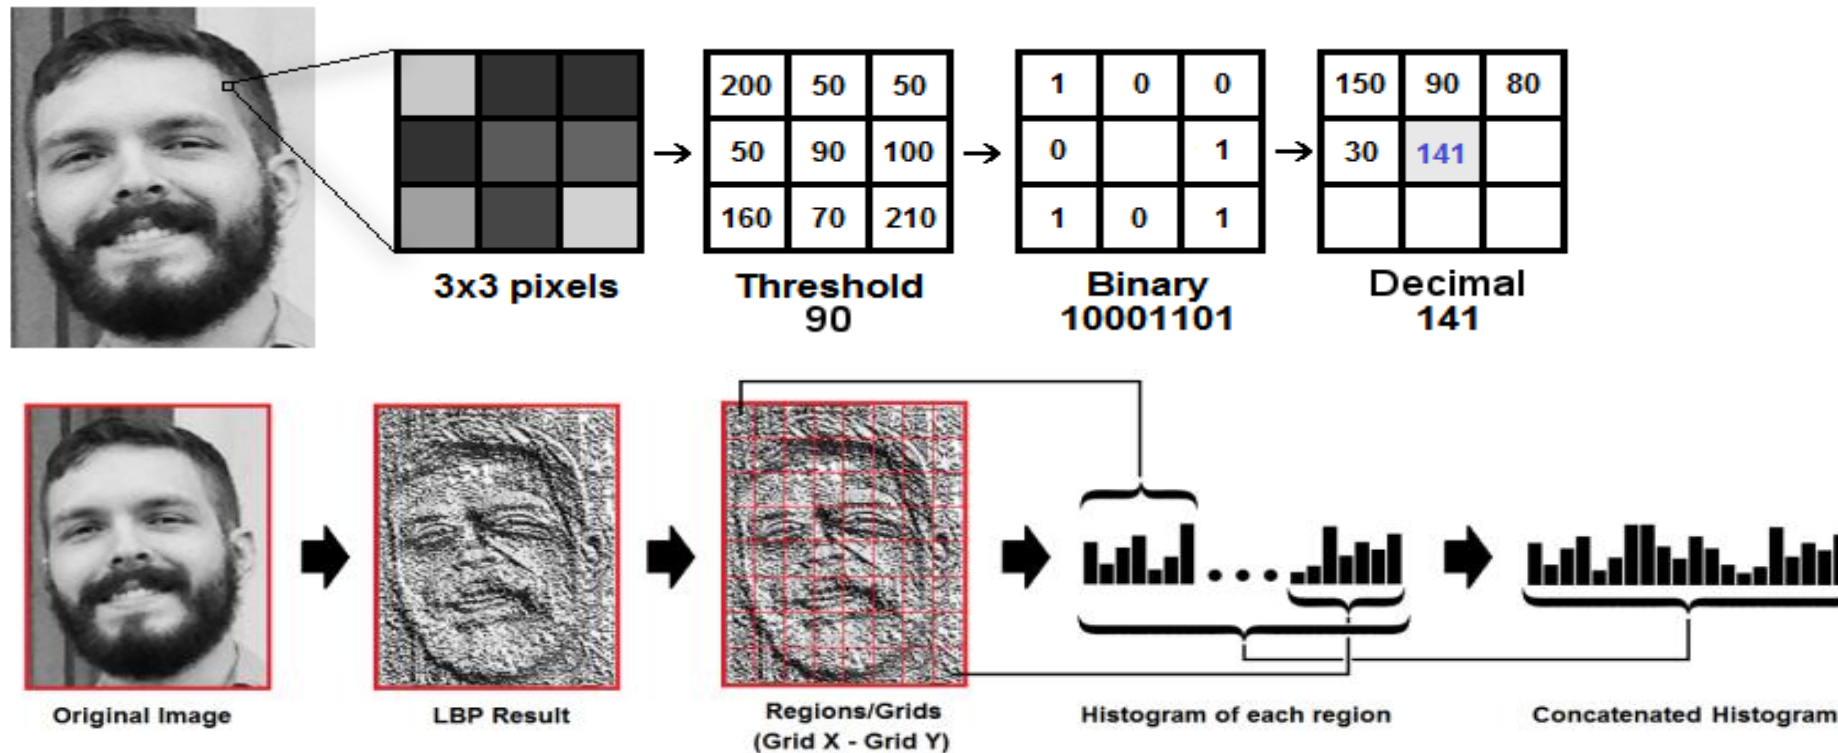 200 50 50
50 90 100
160 70 210
1 0 0
0 1
1 0 1
150 90 80
30 141
3x3 pixels
Threshold
90
Binary
10001101
Decimal
141
Original Image
LBP Result
Regions/Grids
(Grid X - Grid Y)
Histogram of each region
Concatenated Histogram